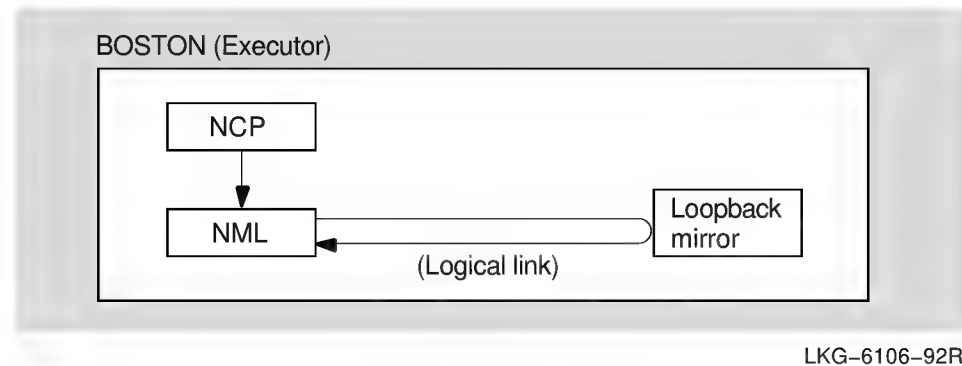 BOSTON (Executor)
NCP
NML
Loopback
mirror
(Logical link)
LKG–6106–92R